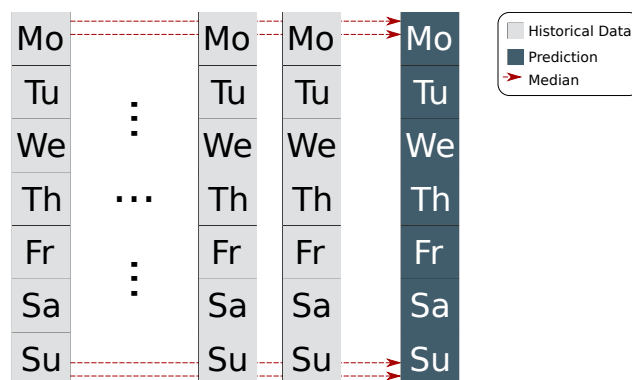 Mo Mo Mo Mo
Tu Tu Tu Tu
We We We We
Th ... Th Th Th
Fr Fr Fr Fr
Sa Sa Sa Sa
Su Su Su Su
Historical Data
Prediction
Median